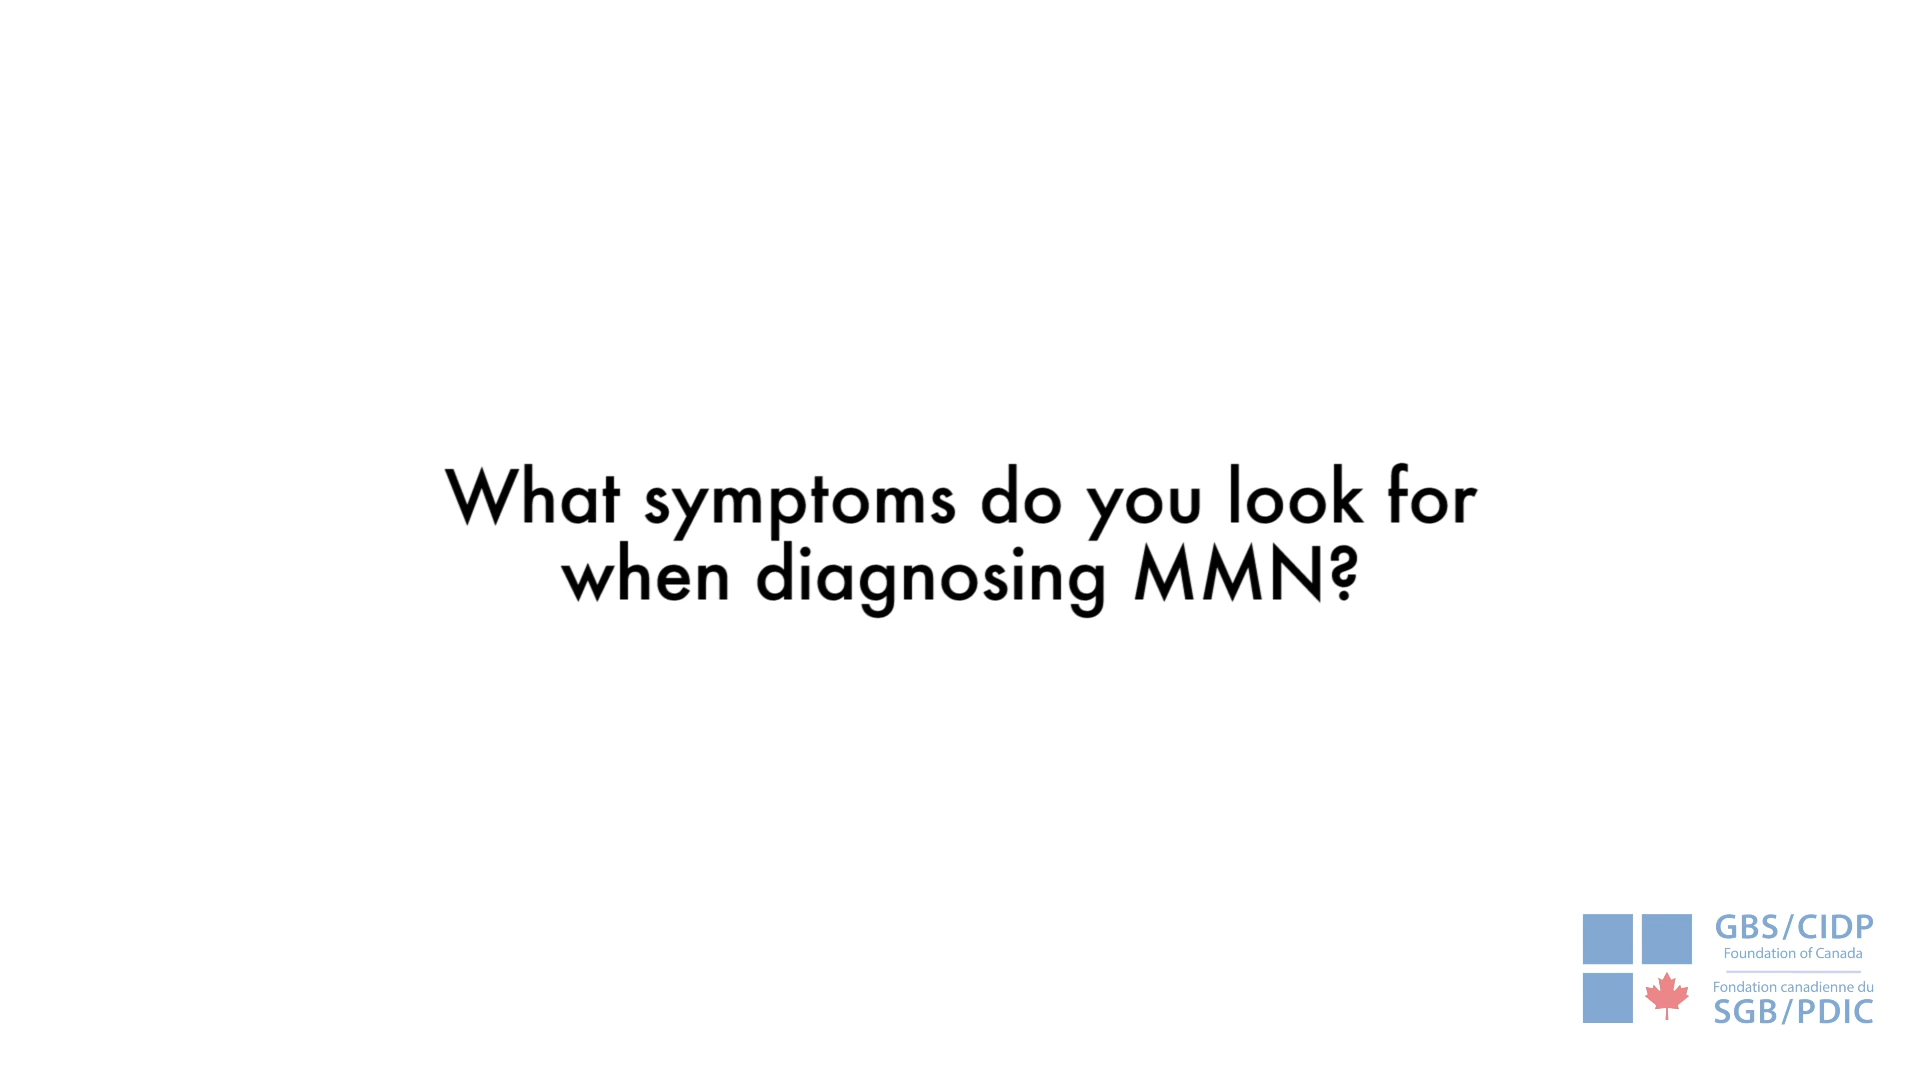 What symptoms do you look for
when diagnosing MMN?
GBS/CIDP
Foundation of Canada
Fondation canadienne du
SGB/PDIC